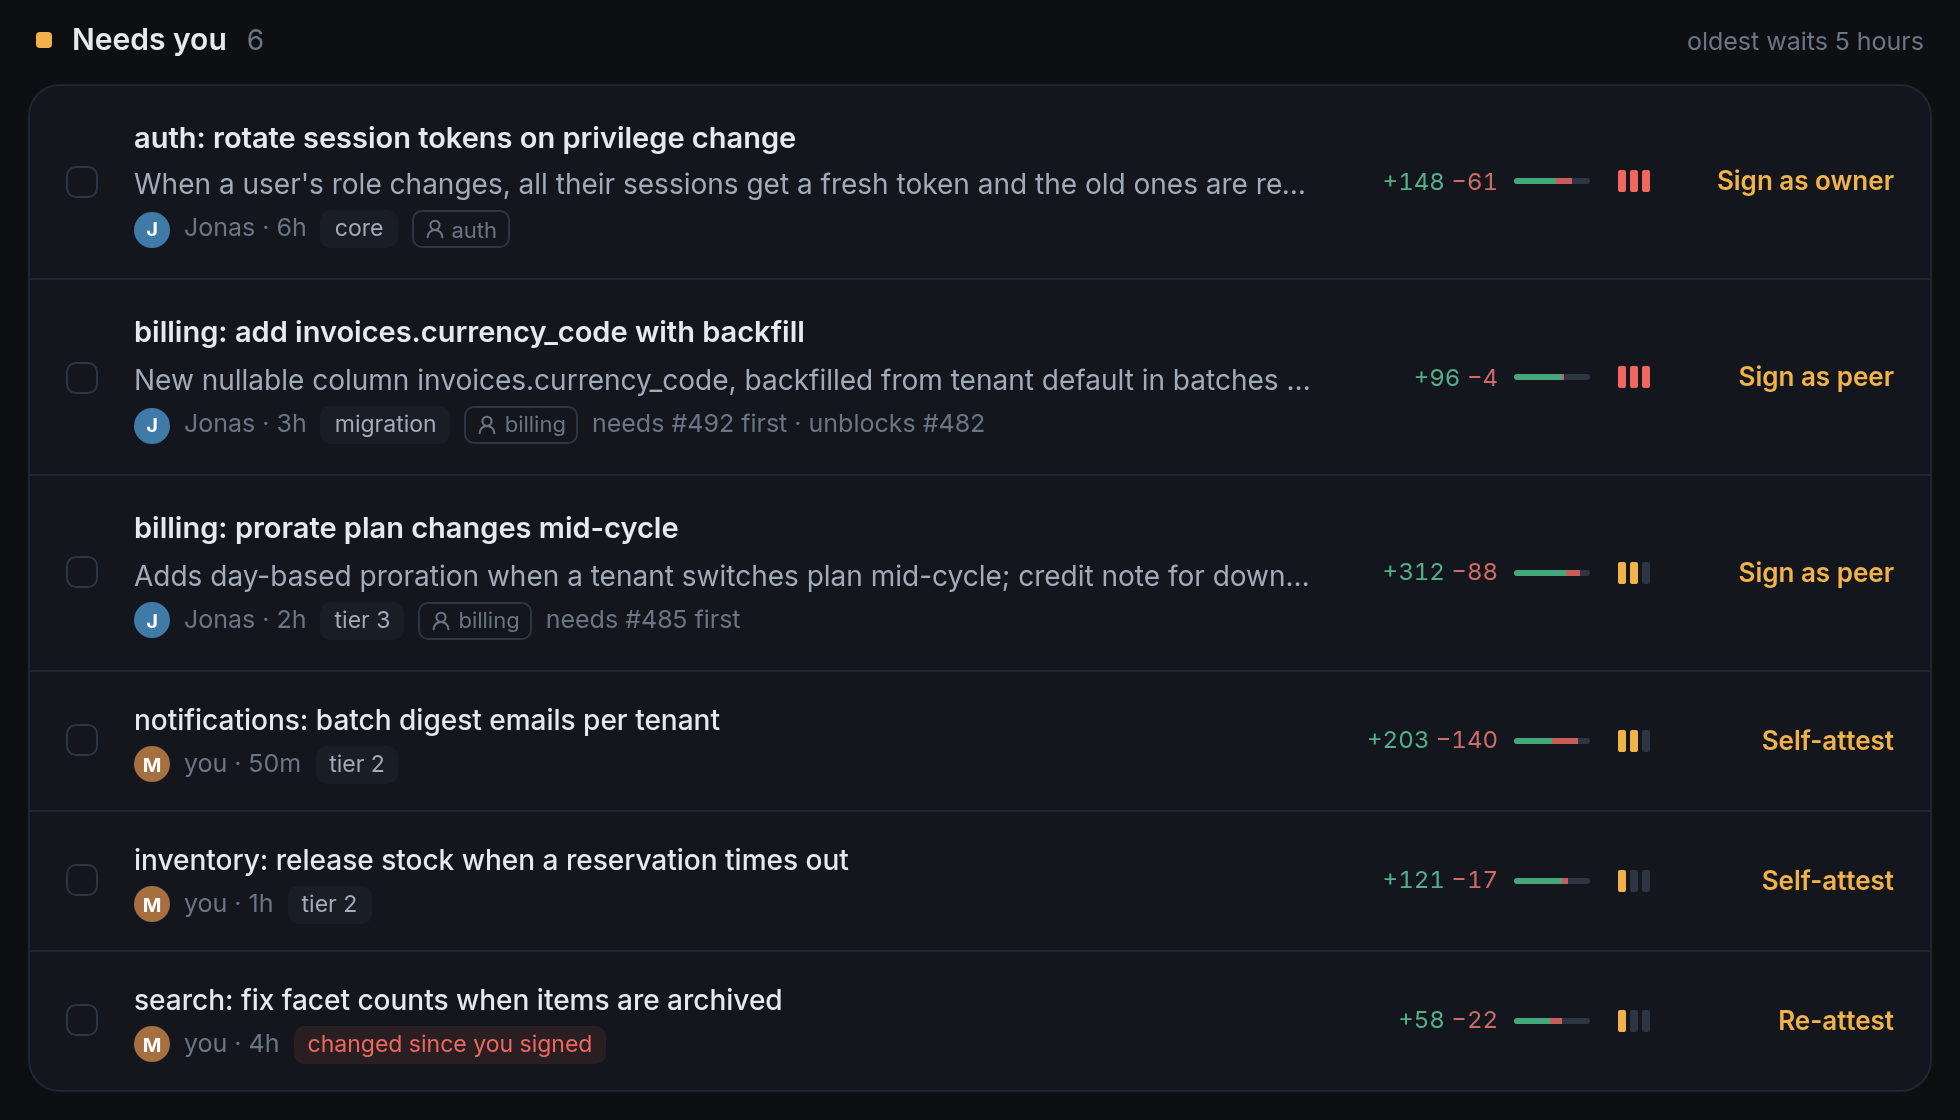 Needs you 6
oldest waits 5 hours
auth: rotate session tokens on privilege change
When a user's role changes, all their sessions get a fresh token and the old ones are re...
J Jonas · 6h core auth
+148 −61
Sign as owner
billing: add invoices.currency_code with backfill
New nullable column invoices.currency_code, backfilled from tenant default in batches ...
J Jonas · 3h migration billing needs #492 first · unblocks #482
+96 −4
Sign as peer
billing: prorate plan changes mid-cycle
Adds day-based proration when a tenant switches plan mid-cycle; credit note for down...
J Jonas · 2h tier 3 billing needs #485 first
+312 −88
Sign as peer
notifications: batch digest emails per tenant
M you · 50m tier 2
+203 −140
Self-attest
inventory: release stock when a reservation times out
M you · 1h tier 2
+121 −17
Self-attest
search: fix facet counts when items are archived
M you · 4h changed since you signed
+58 −22
Re-attest